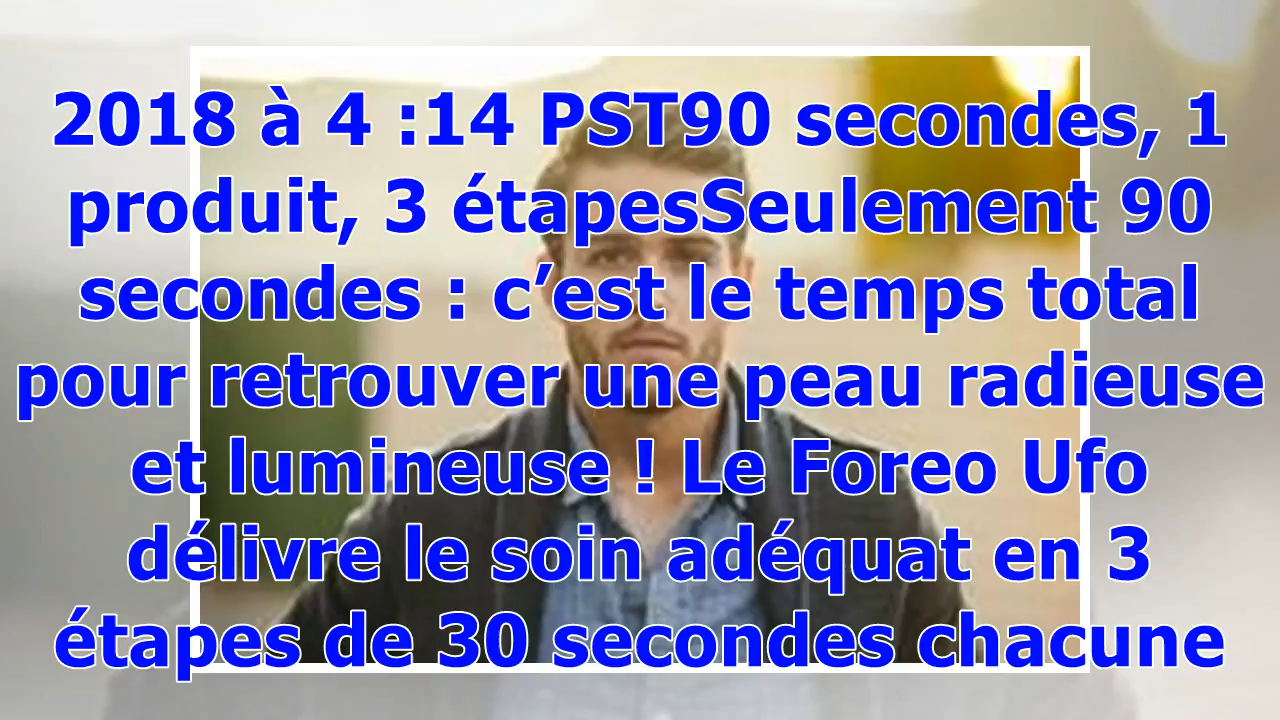 2018 à 4 :14 PST90 secondes, 1
produit, 3 étapesSeulement 90
secondes : c’est le temps total
pour retrouver une peau radieuse
et lumineuse ! Le Foreo Ufo
délivre le soin adéquat en 3
étapes de 30 secondes chacune